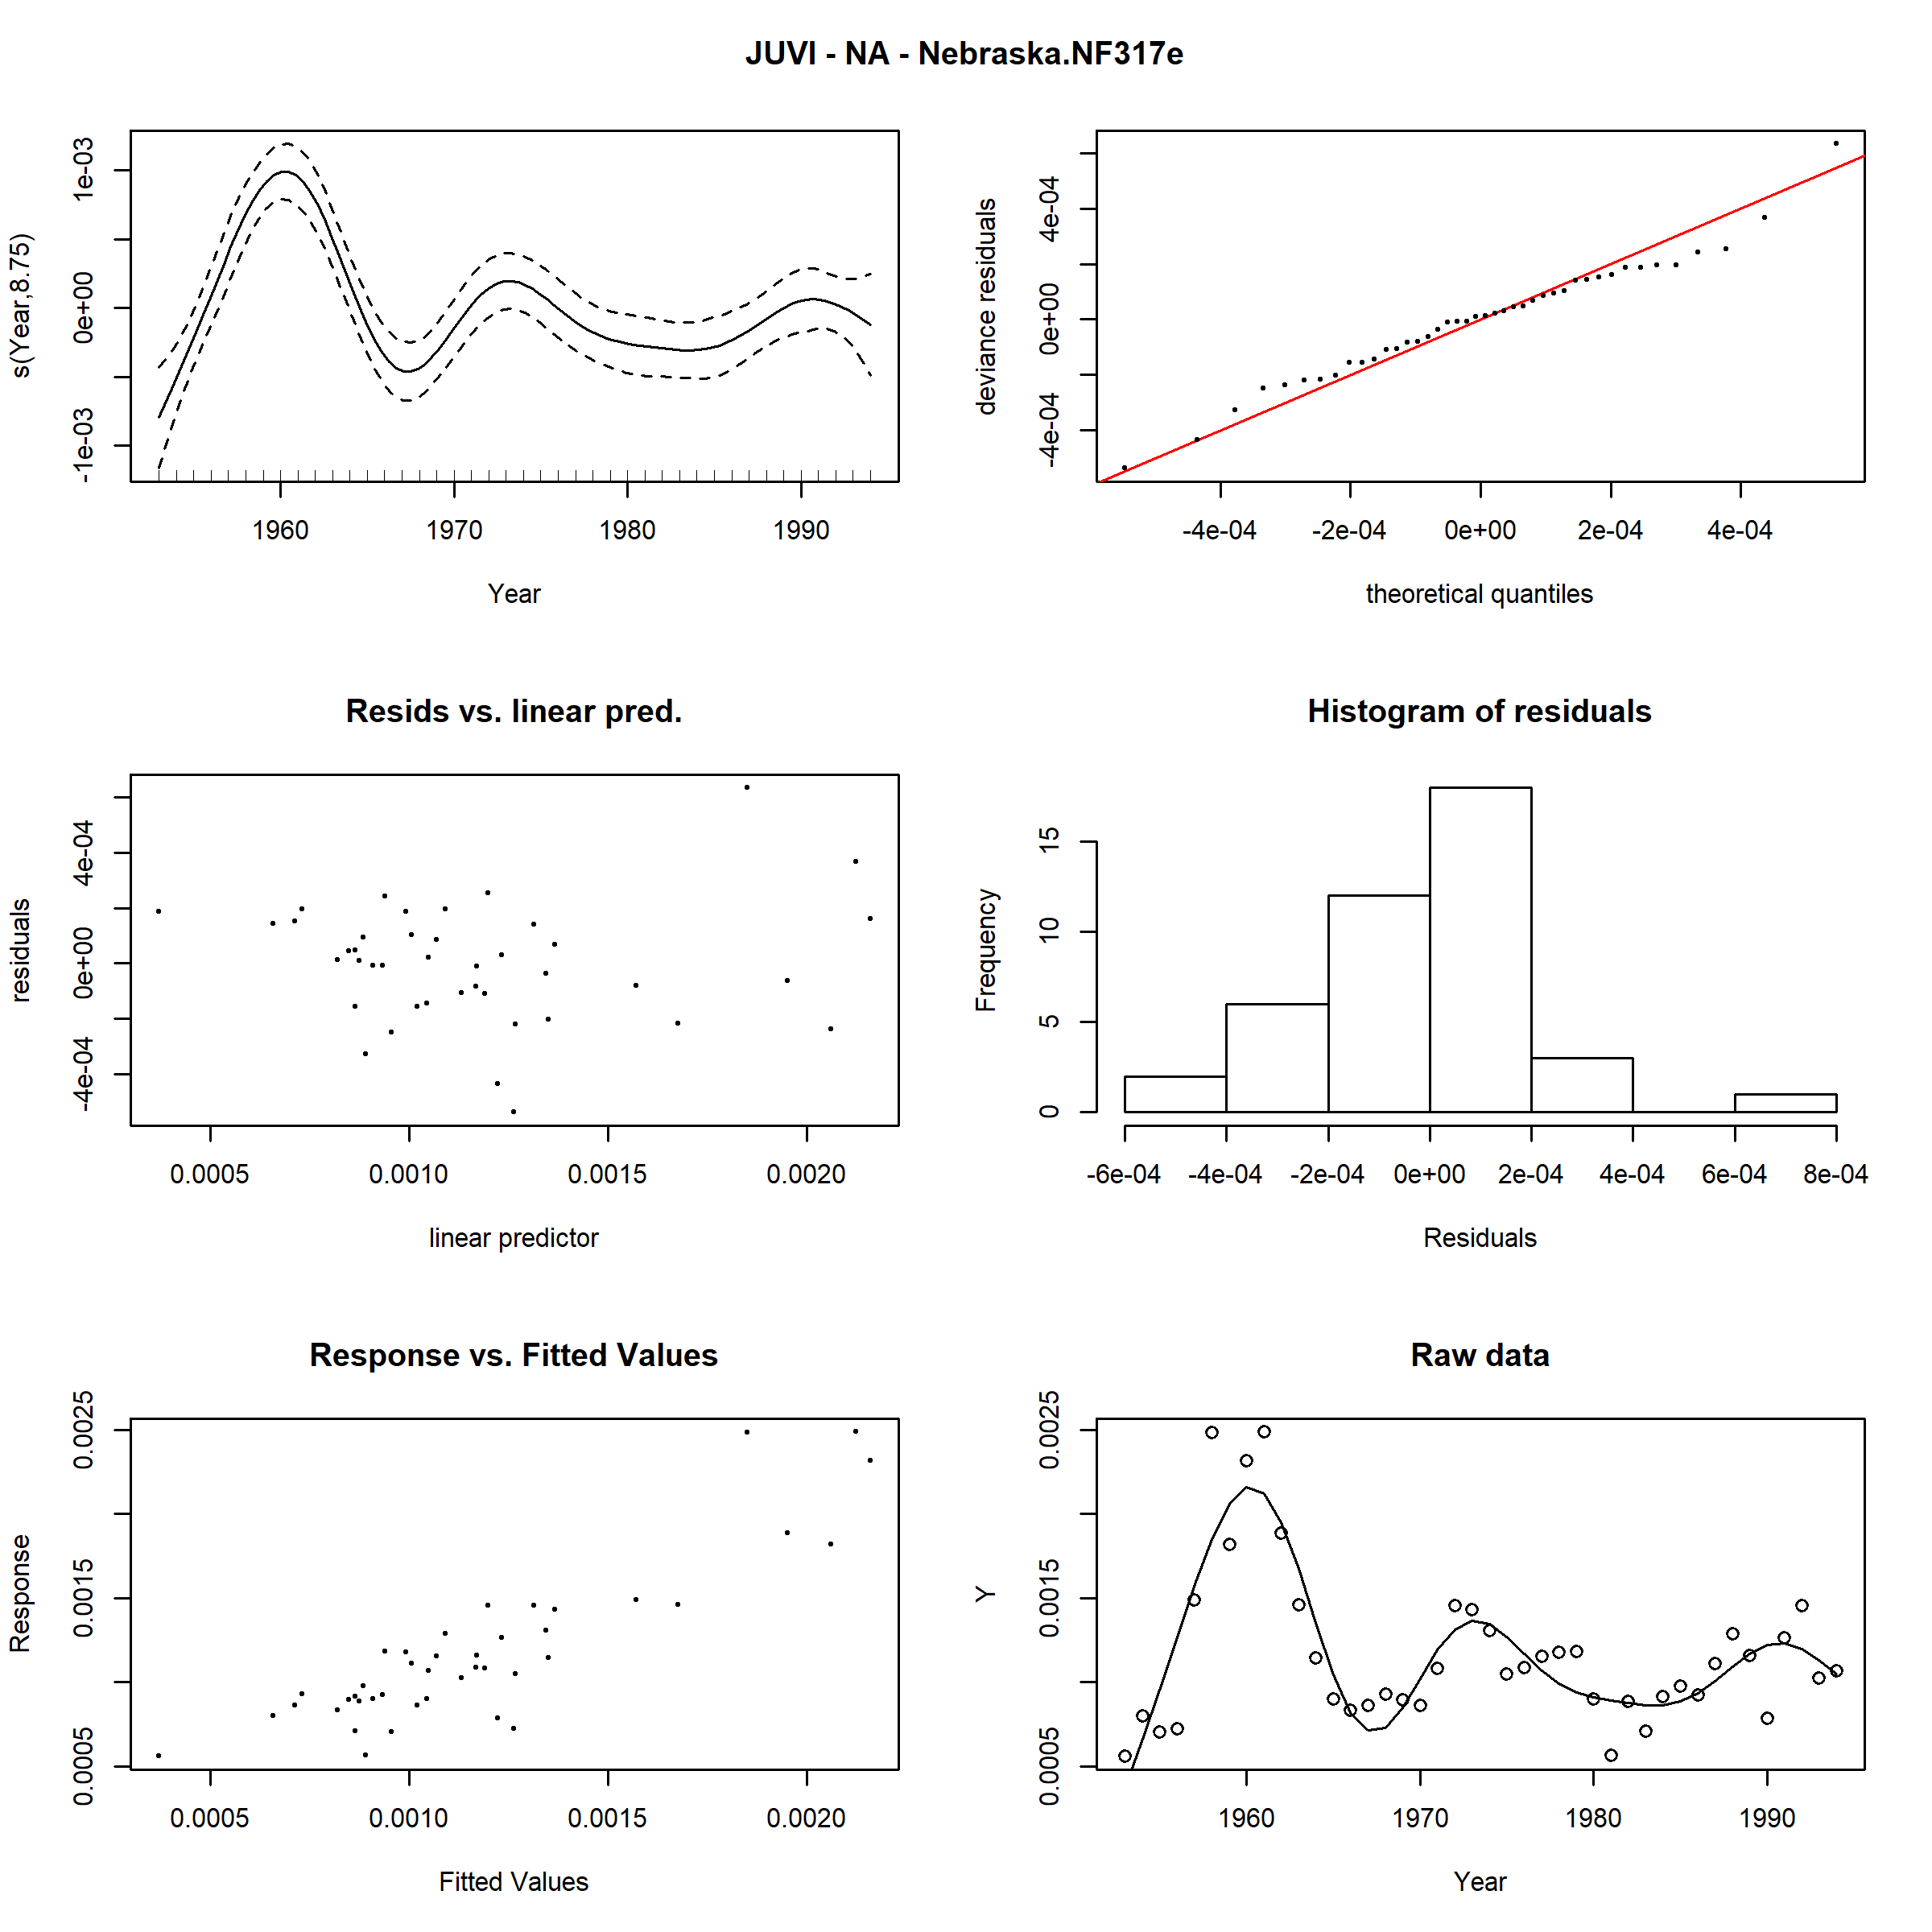 JUVI - NA - Nebraska.NF317e
s(Year,8.75)
-1e-03 0e+00 1e-03
1960 1970 1980 1990
Year
deviance residuals
-4e-04 0e+00 4e-04
-4e-04 -2e-04 0e+00 2e-04 4e-04
theoretical quantiles
Resids vs. linear pred.
residuals
-4e-04 0e+00 4e-04
0.0005 0.0010 0.0015 0.0020
linear predictor
Histogram of residuals
Frequency
0 5 10 15
-6e-04 -4e-04 -2e-04 0e+00 2e-04 4e-04 6e-04 8e-04
Residuals
Response vs. Fitted Values
Response
0.0005 0.0015 0.0025
0.0005 0.0010 0.0015 0.0020
Fitted Values
Raw data
Y
0.0005 0.0015 0.0025
1960 1970 1980 1990
Year